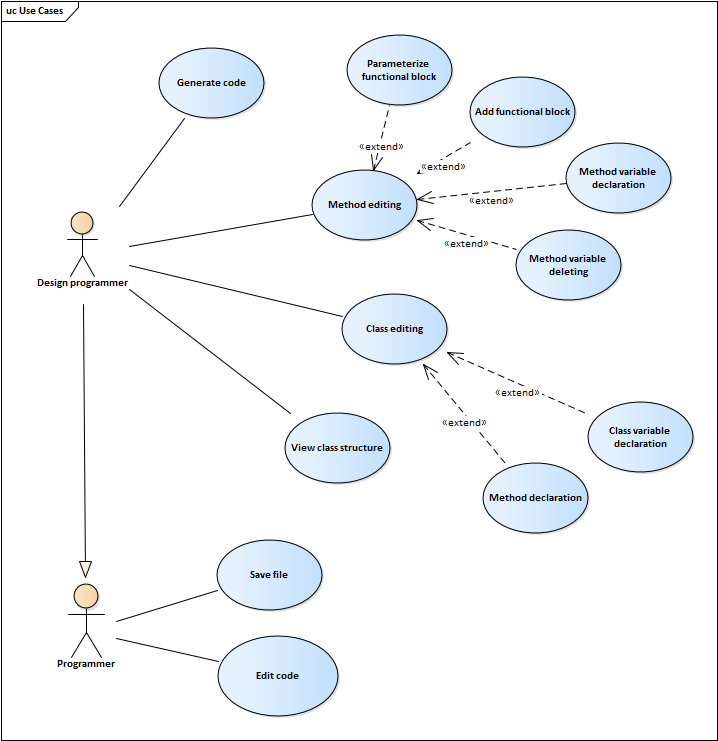 uc Use Cases
Generate code
Parameterize
functional block
Add functional block
«extend»
«extend»
Method variable
declaration
Method editing
«extend»
«extend»
Method variable
deleting
Design programmer
Class editing
«extend»
«extend»
Class variable
declaration
View class structure
Method declaration
Save file
Programmer
Edit code